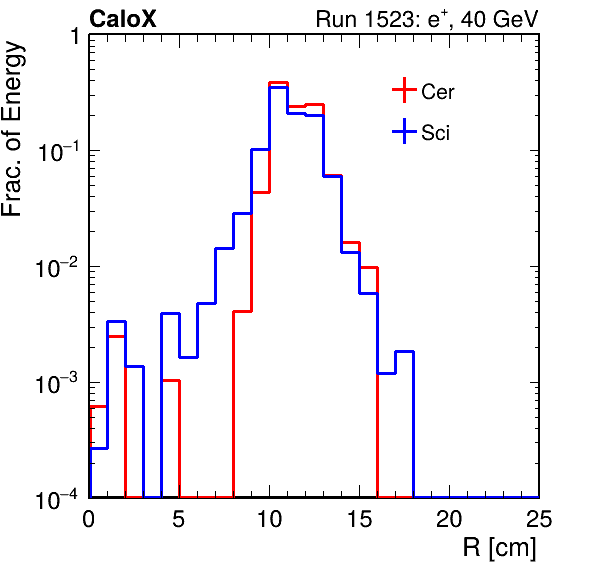 CaloX
Run 1523: e⁺, 40 GeV
Frac. of Energy
1
10⁻¹
10⁻²
10⁻³
10⁻⁴
Cer
Sci
0 5 10 15 20 25
R [cm]